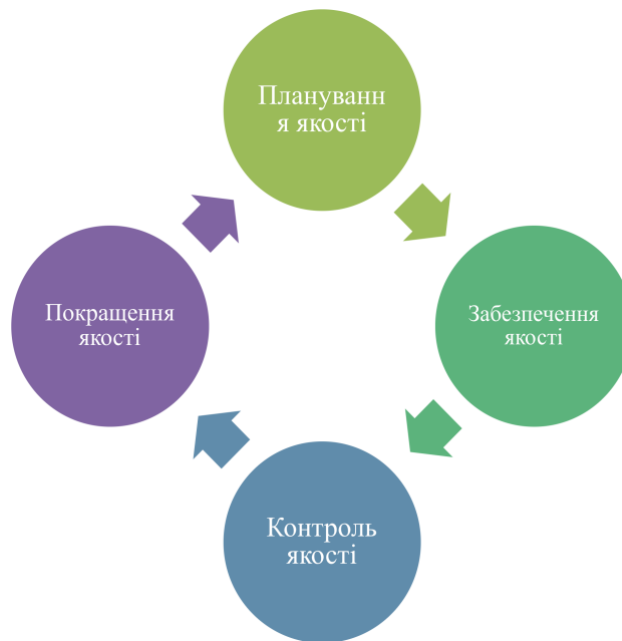 Плануванн
я якості
Забезпечення
якості
Контроль
якості
Покращення
якості